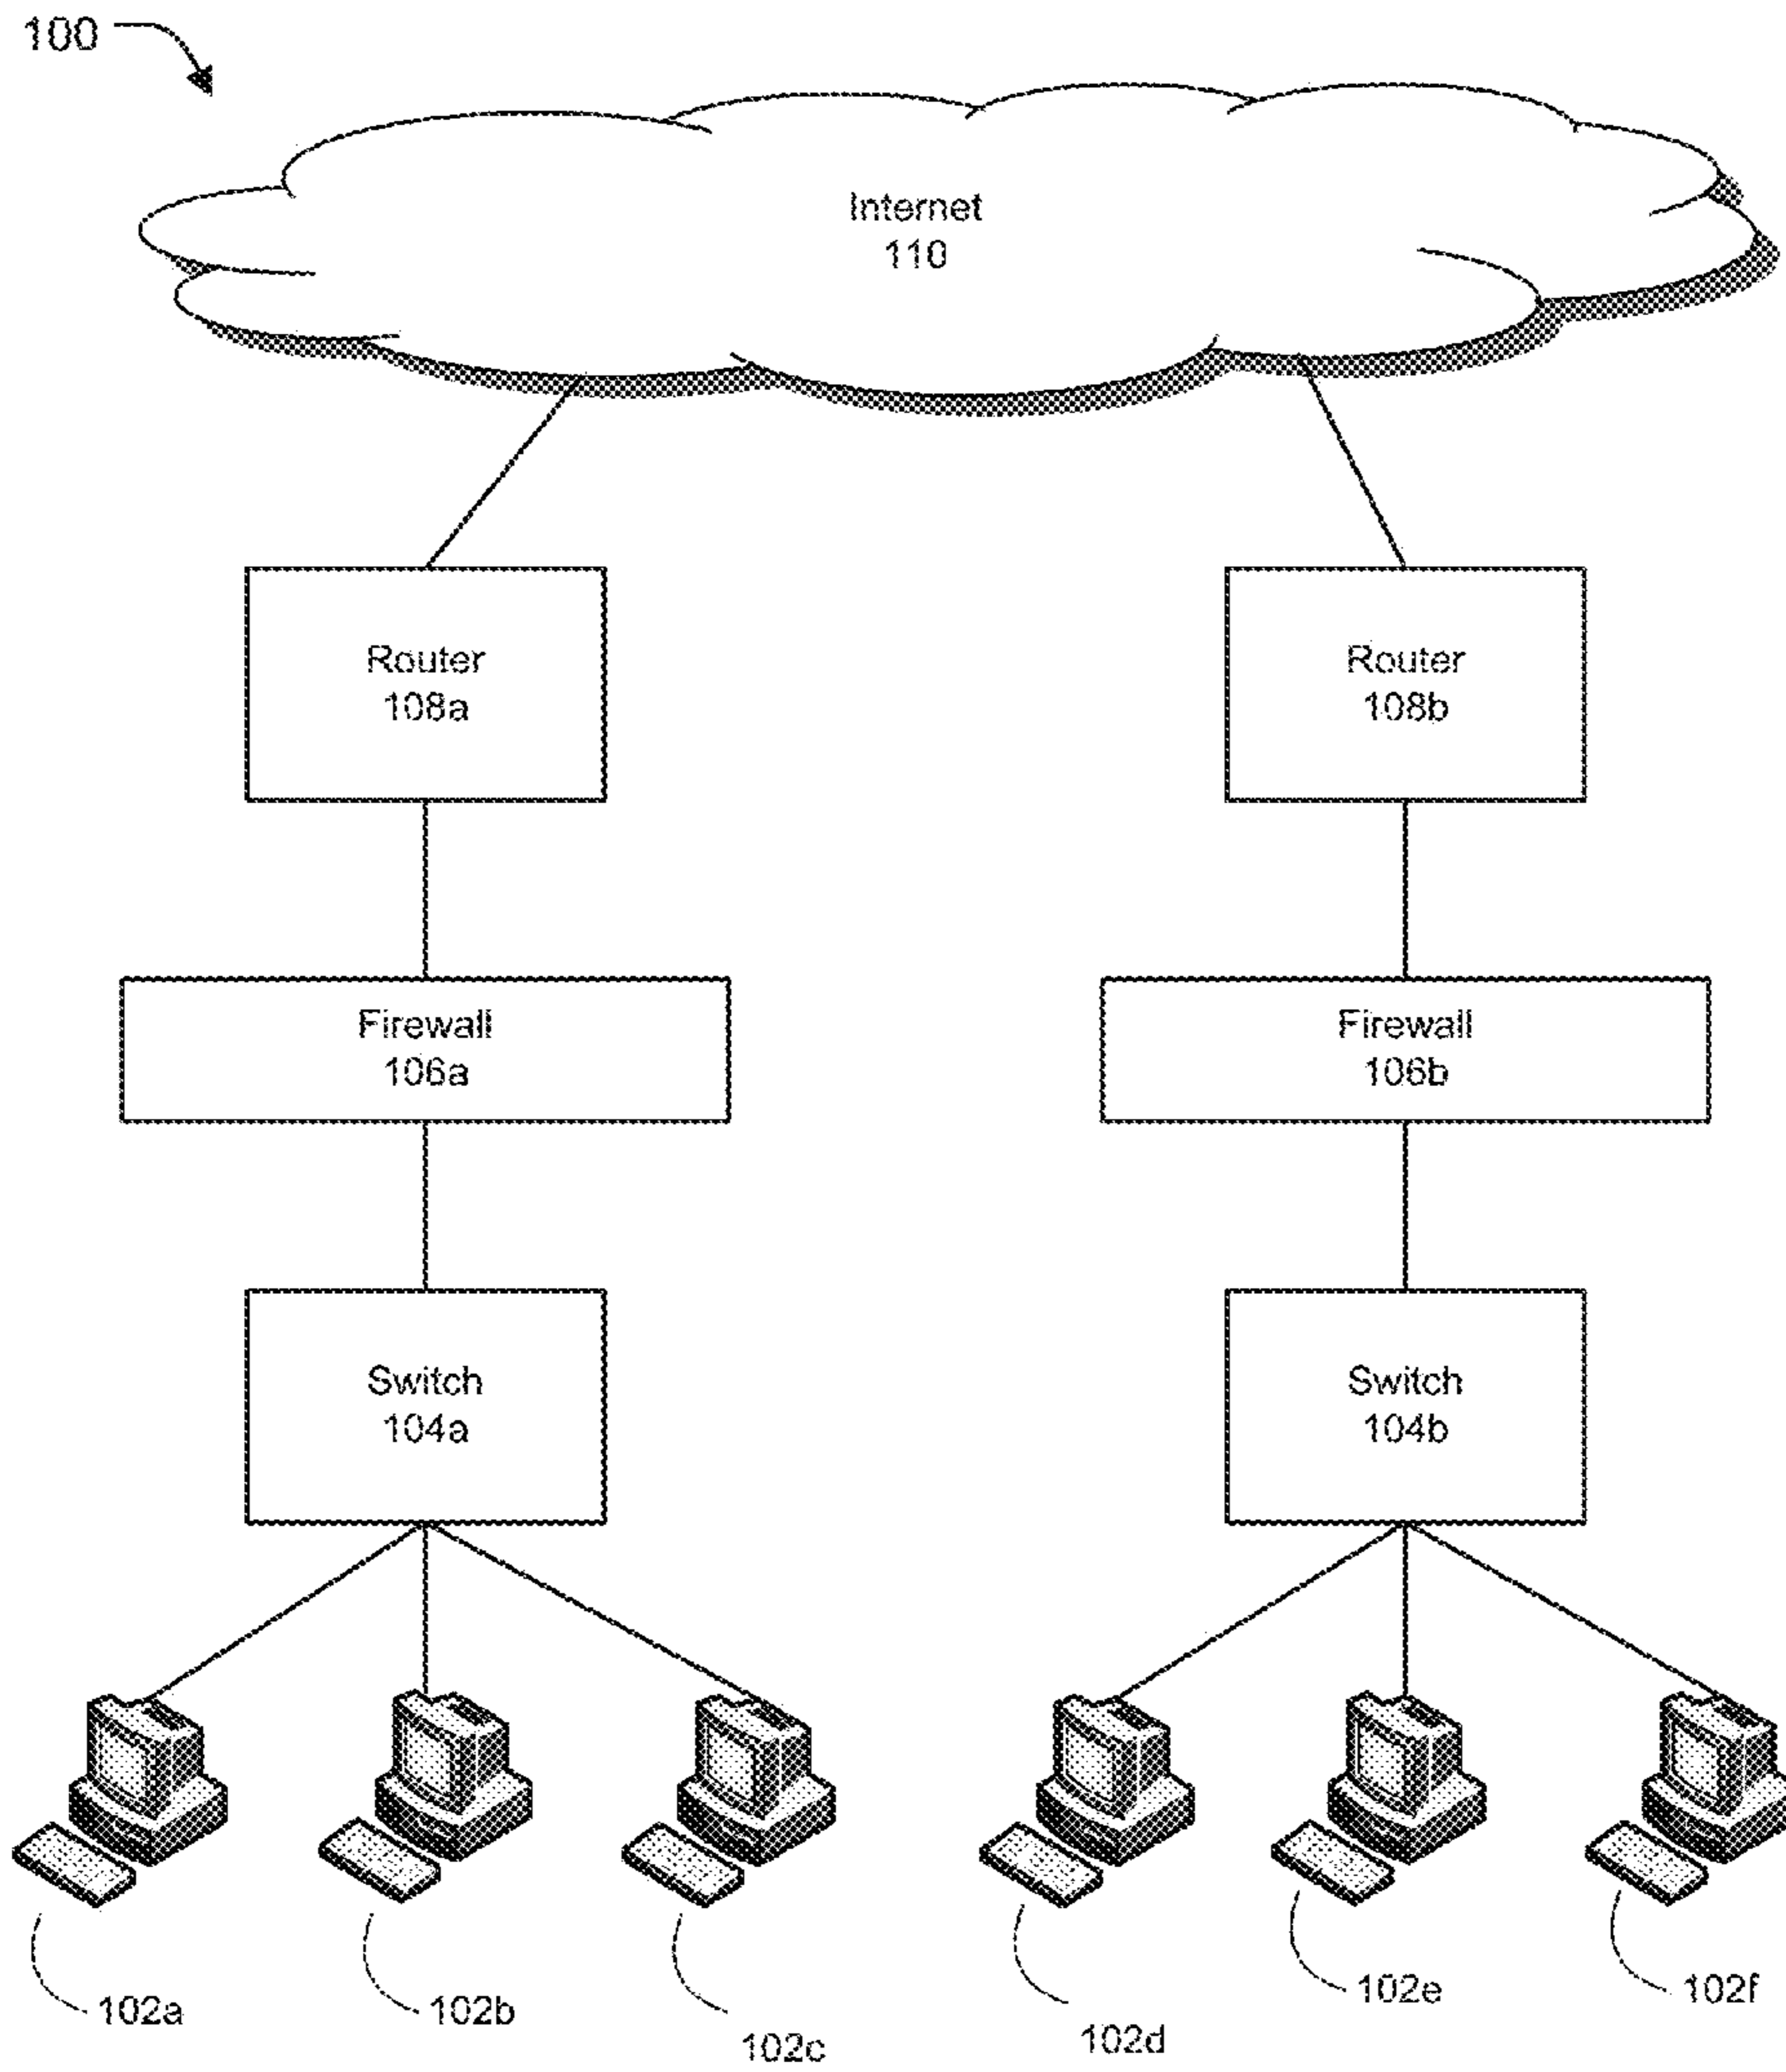 100
Internet
110
Router
108a
Router
108b
Firewall
106a
Firewall
106b
Switch
104a
Switch
104b
102a
102b
102c
102d
102e
102f